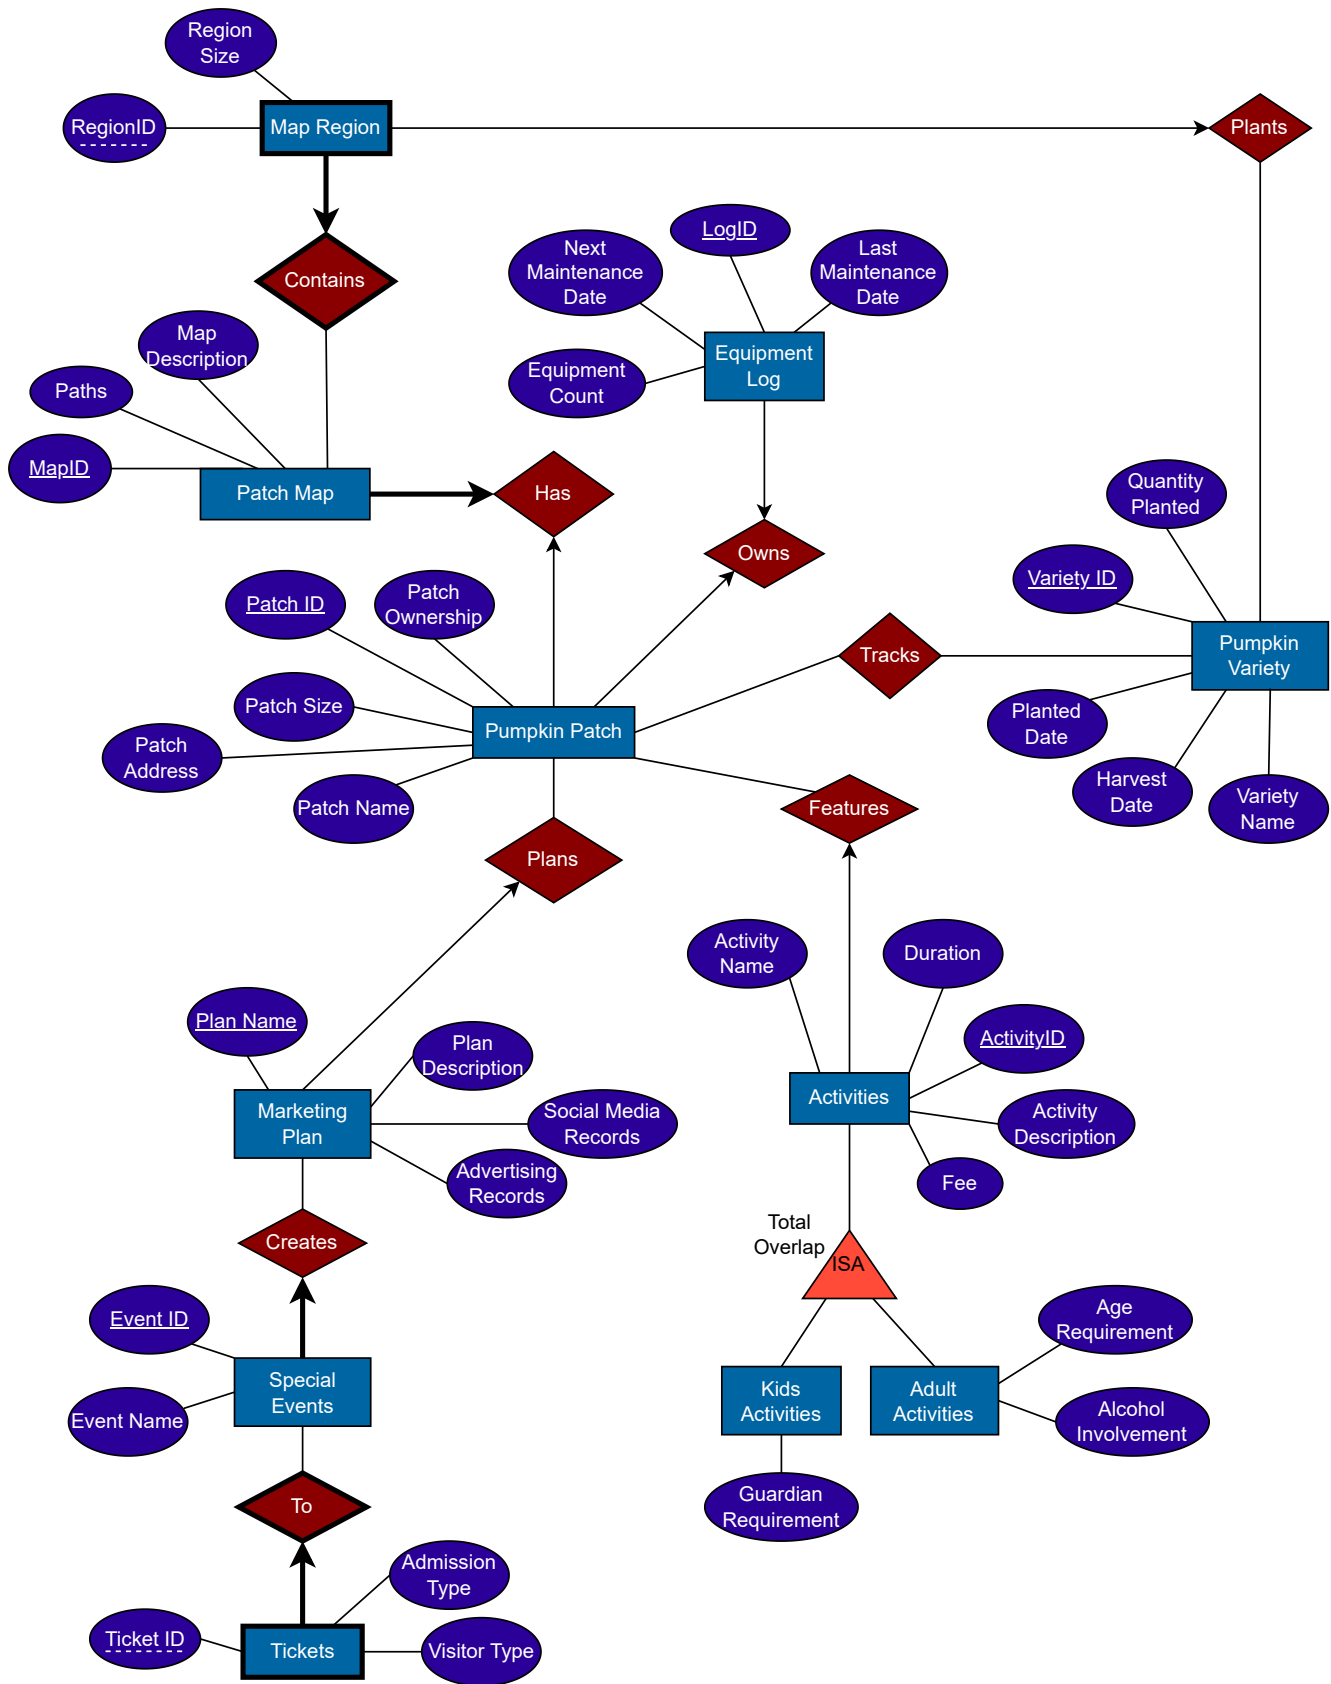 Region
Size
RegionID
Map Region
Plants
Contains
LogID
Next
Maintenance
Date
Last
Maintenance
Date
Map
Description
Equipment
Log
Equipment
Count
Paths
MapID
Patch Map
Has
Quantity
Planted
Owns
Variety ID
Patch ID
Patch
Ownership
Tracks
Pumpkin
Variety
Patch Size
Pumpkin Patch
Planted
Date
Patch
Address
Harvest
Date
Variety
Name
Patch Name
Features
Plans
Activity
Name
Duration
Plan Name
ActivityID
Plan
Description
Marketing
Plan
Social Media
Records
Activities
Activity
Description
Advertising
Records
Fee
Creates
Total
Overlap
ISA
Event ID
Age
Requirement
Special
Events
Event Name
Kids
Activities
Adult
Activities
Alcohol
Involvement
To
Guardian
Requirement
Admission
Type
Ticket ID
Tickets
Visitor Type